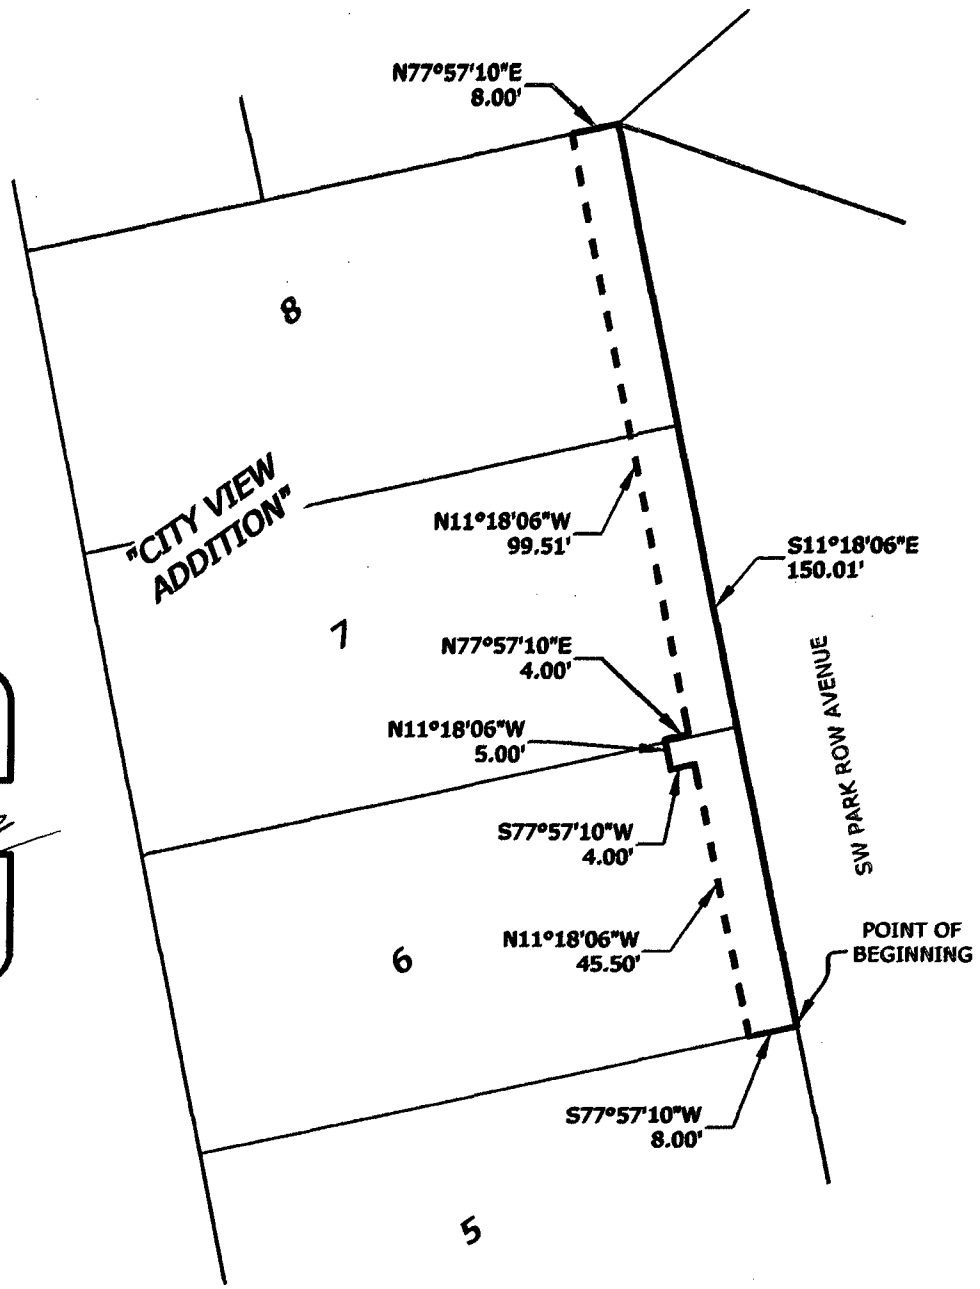 N77°57'10"E
8.00'
8
"CITY VIEW
ADDITION"
N11°18'06"W
99.51'
S11°18'06"E
150.01'
7
N77°57'10"E
4.00'
N11°18'06"W
5.00'
SW PARK ROW AVENUE
S77°57'10"W
4.00'
N11°18'06"W
45.50'
POINT OF
BEGINNING
6
S77°57'10"W
8.00'
5